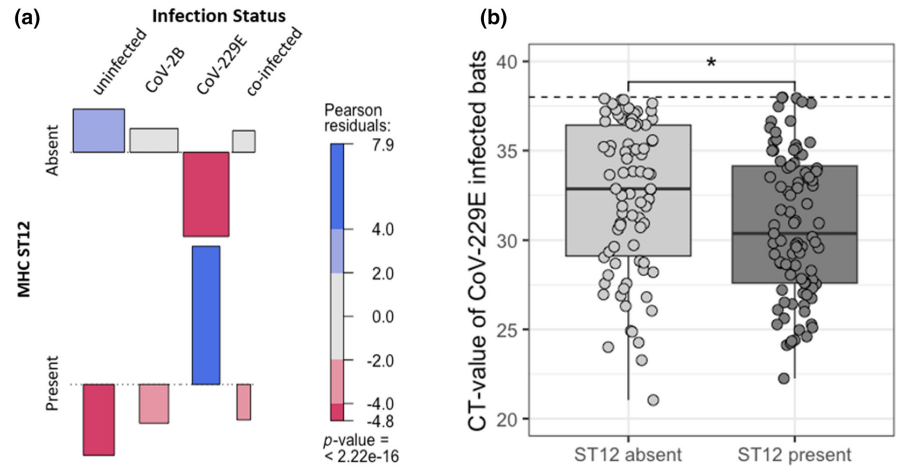 (a)
Infection Status
uninfected
CoV-2B
CoV-229E
co-infected
Absent
MHC ST12
Present
Pearson
residuals:
7.9
4.0
2.0
0.0
-2.0
-4.0
-4.8
p-value =
< 2.22e-16
(b)
CT-value of CoV-229E infected bats
40
35
30
25
20
*
ST12 absent
ST12 present